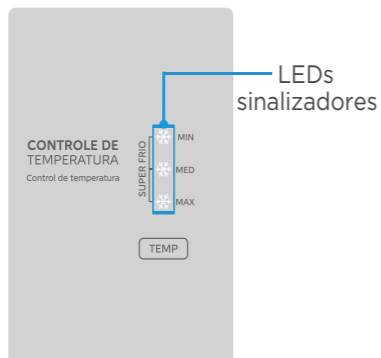 LEDs
sinalizadores
CONTROLE DE
TEMPERATURA
Control de temperatura
SUPER FRIO
MIN
MED
MAX
TEMP